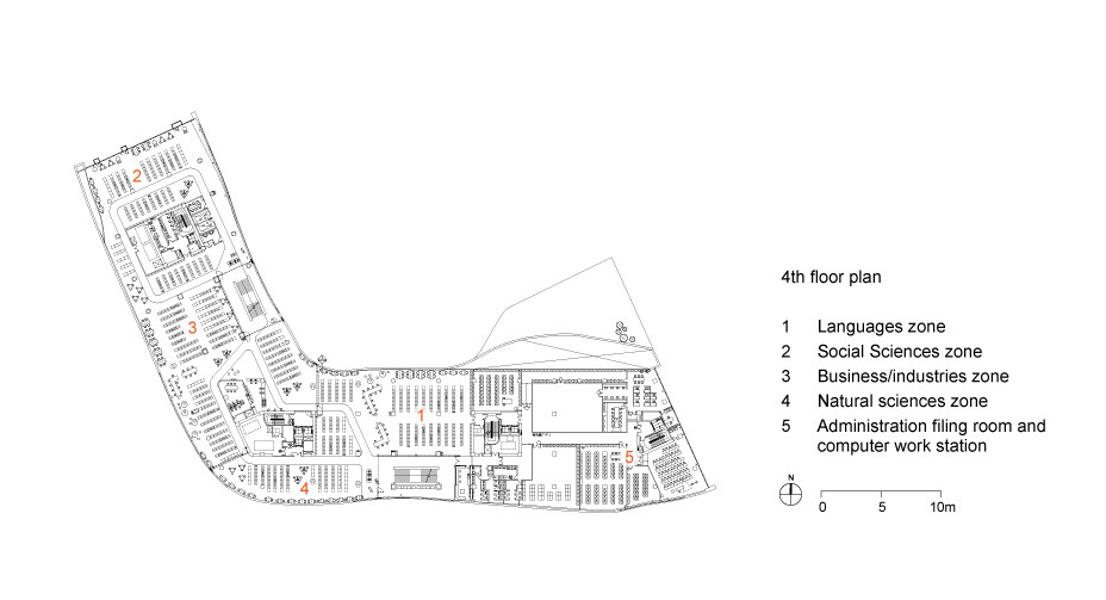 2
3
1
5
4
4th floor plan
1 Languages zone
2 Social Sciences zone
3 Business/industries zone
4 Natural sciences zone
5 Administration filing room and
computer work station
N
0 5 10m